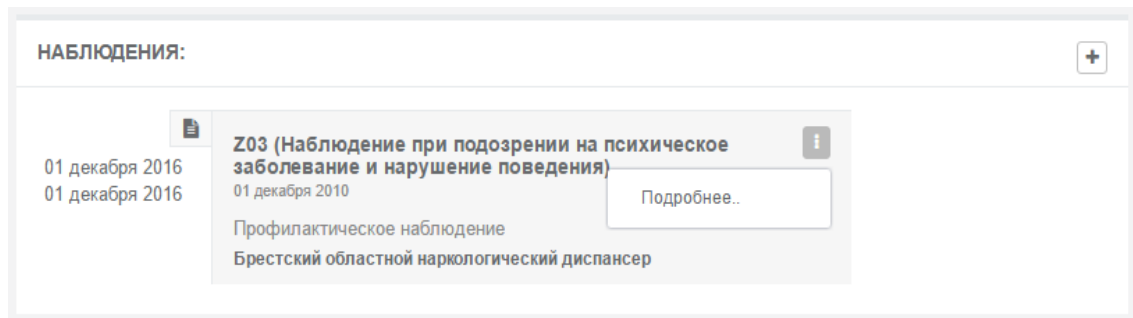 НАБЛЮДЕНИЯ:
01 декабря 2016
01 декабря 2016
Z03 (Наблюдение при подозрении на психическое
заболевание и нарушение поведения)
01 декабря 2010
Подробнее..
Профилактическое наблюдение
Брестский областной наркологический диспансер